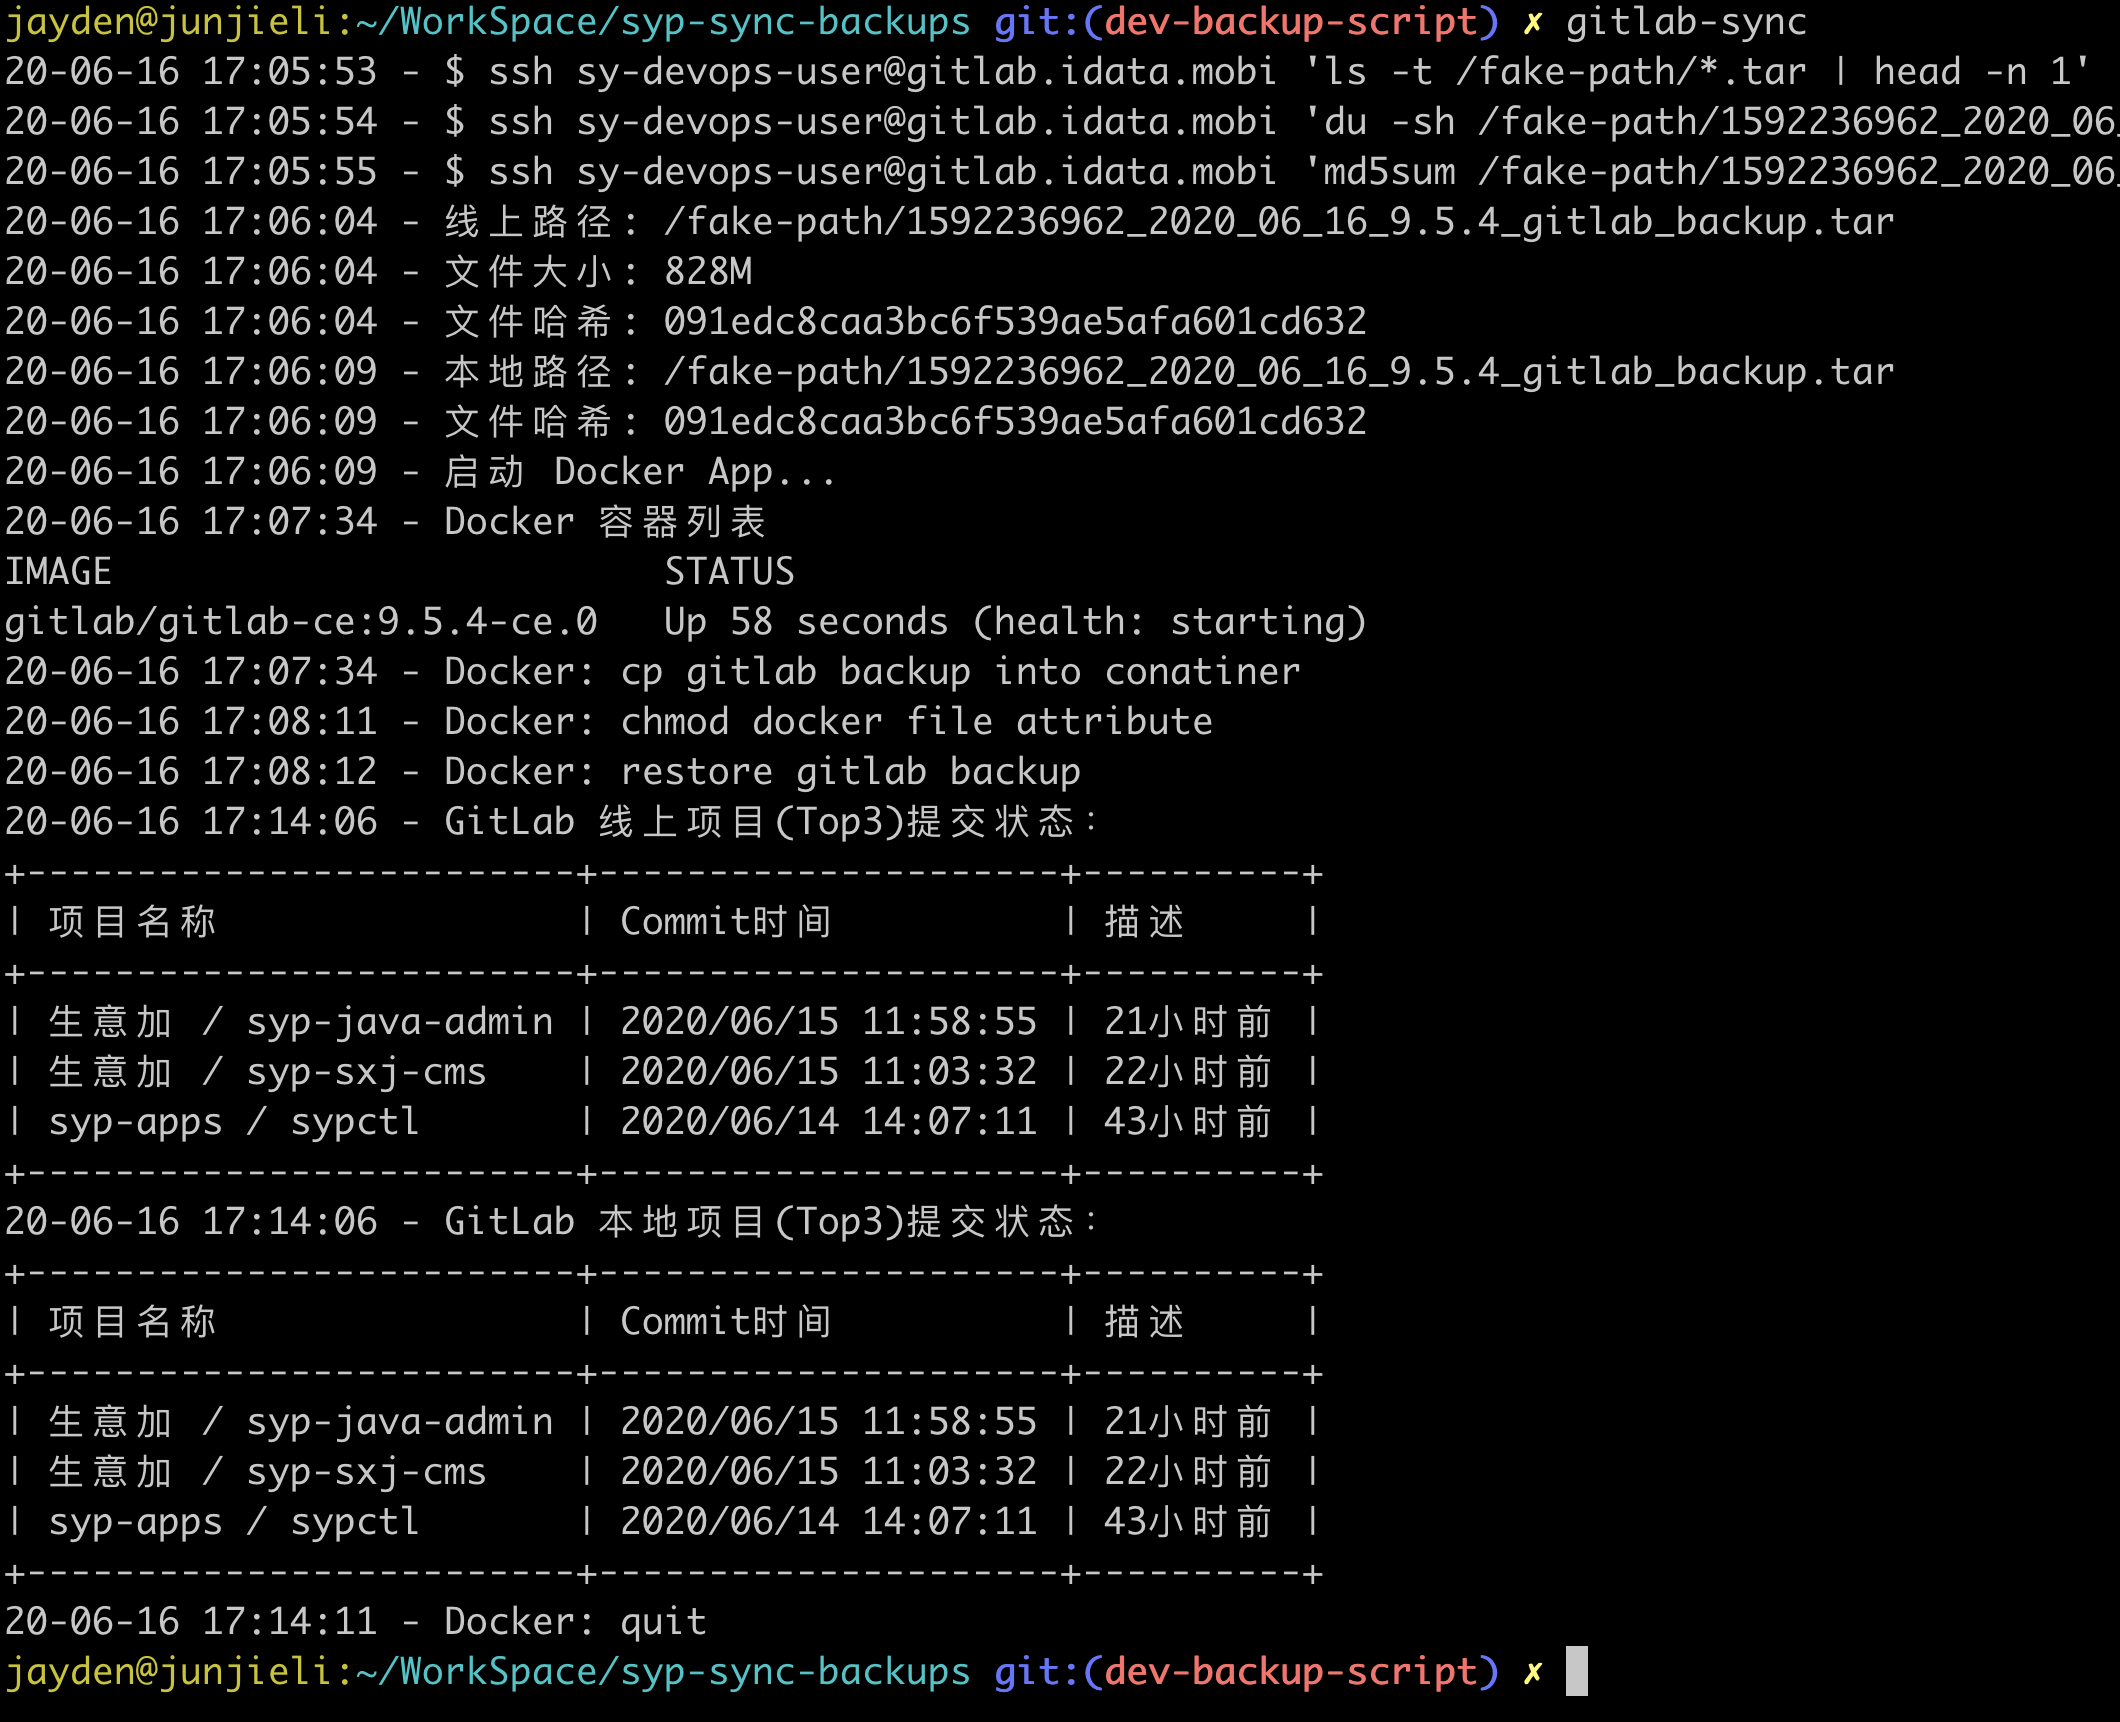 jayden@junjieli:~/WorkSpace/syp-sync-backups git:(dev-backup-script) ✗ gitlab-sync
20-06-16 17:05:53 - $ ssh sy-devops-user@gitlab.idata.mobi 'ls -t /fake-path/*.tar | head -n 1'
20-06-16 17:05:54 - $ ssh sy-devops-user@gitlab.idata.mobi 'du -sh /fake-path/1592236962_2020_06_
20-06-16 17:05:55 - $ ssh sy-devops-user@gitlab.idata.mobi 'md5sum /fake-path/1592236962_2020_06_
20-06-16 17:06:04 - 线上路径: /fake-path/1592236962_2020_06_16_9.5.4_gitlab_backup.tar
20-06-16 17:06:04 - 文件大小: 828M
20-06-16 17:06:04 - 文件哈希: 091edc8caa3bc6f539ae5afa601cd632
20-06-16 17:06:09 - 本地路径: /fake-path/1592236962_2020_06_16_9.5.4_gitlab_backup.tar
20-06-16 17:06:09 - 文件哈希: 091edc8caa3bc6f539ae5afa601cd632
20-06-16 17:06:09 - 启动 Docker App...
20-06-16 17:07:34 - Docker 容器列表
IMAGE                         STATUS
gitlab/gitlab-ce:9.5.4-ce.0   Up 58 seconds (health: starting)
20-06-16 17:07:34 - Docker: cp gitlab backup into conatiner
20-06-16 17:08:11 - Docker: chmod docker file attribute
20-06-16 17:08:12 - Docker: restore gitlab backup
20-06-16 17:14:06 - GitLab 线上项目(Top3)提交状态:
+-------------------------+---------------------+----------+
| 项目名称                 | Commit时间           | 描述     |
+-------------------------+---------------------+----------+
| 生意加 / syp-java-admin | 2020/06/15 11:58:55 | 21小时前 |
| 生意加 / syp-sxj-cms    | 2020/06/15 11:03:32 | 22小时前 |
| syp-apps / sypctl       | 2020/06/14 14:07:11 | 43小时前 |
+-------------------------+---------------------+----------+
20-06-16 17:14:06 - GitLab 本地项目(Top3)提交状态:
+-------------------------+---------------------+----------+
| 项目名称                 | Commit时间           | 描述     |
+-------------------------+---------------------+----------+
| 生意加 / syp-java-admin | 2020/06/15 11:58:55 | 21小时前 |
| 生意加 / syp-sxj-cms    | 2020/06/15 11:03:32 | 22小时前 |
| syp-apps / sypctl       | 2020/06/14 14:07:11 | 43小时前 |
+-------------------------+---------------------+----------+
20-06-16 17:14:11 - Docker: quit
jayden@junjieli:~/WorkSpace/syp-sync-backups git:(dev-backup-script) ✗